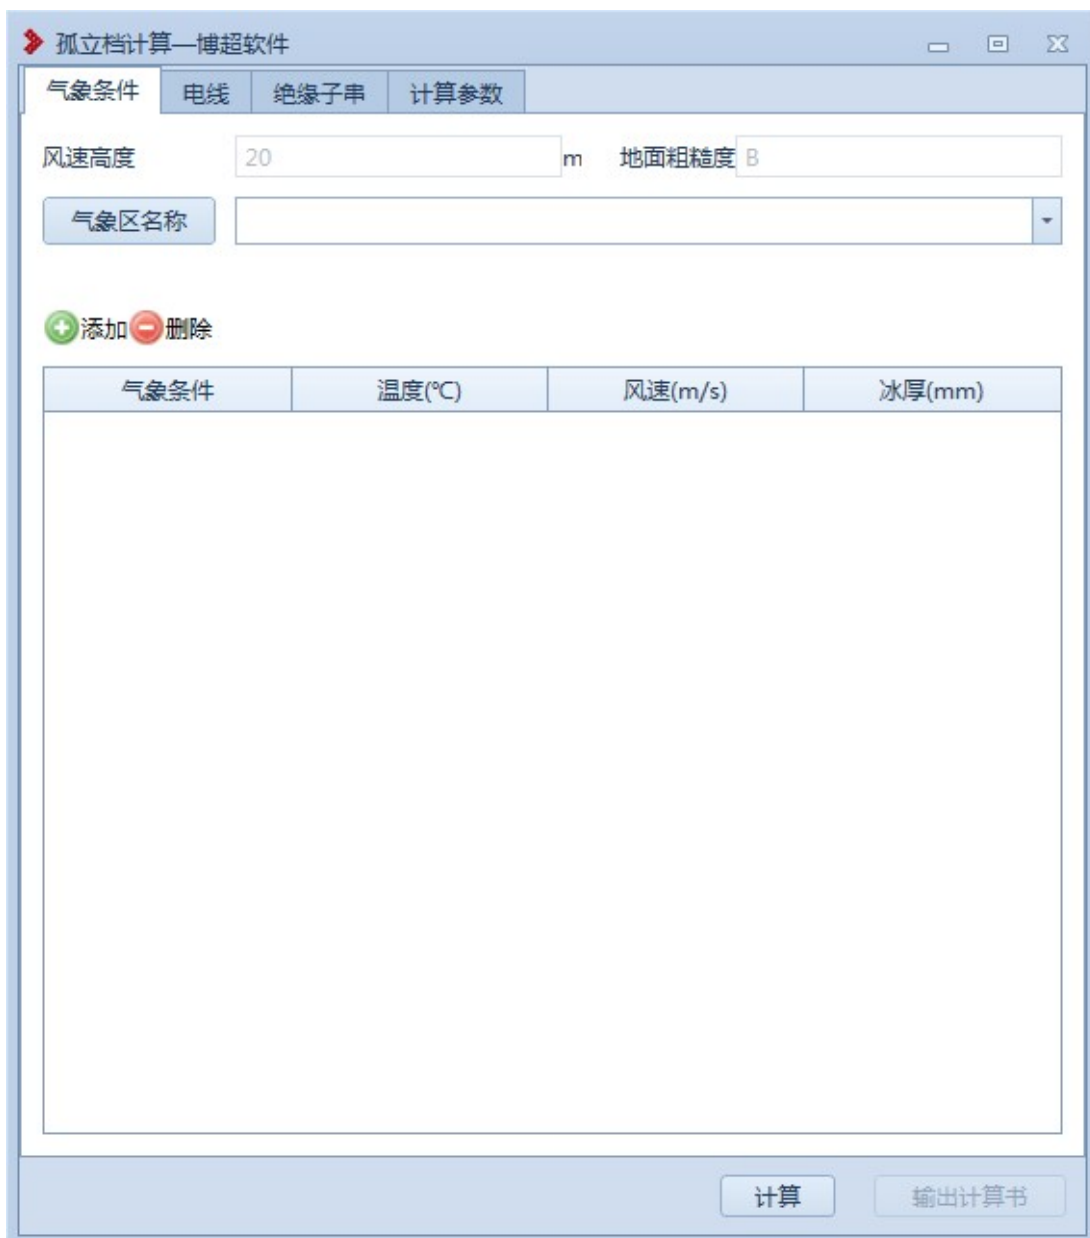 孤立档计算—博超软件
气象条件 电线 绝缘子串 计算参数
风速高度 20 m 地面粗糙度 B
气象区名称
添加 删除
气象条件 温度(℃) 风速(m/s) 冰厚(mm)
计算 输出计算书